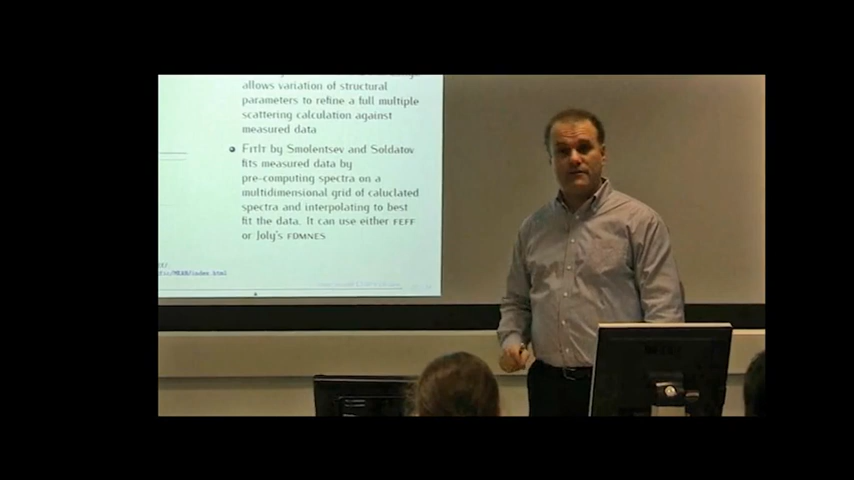 allows variation of structural
parameters to refine a full multiple
scattering calculation against
measured data
FitIt by Smolentsev and Soldatov
fits measured data by
pre-computing spectra on a
multidimensional grid of caluclated
spectra and interpolating to best
fit the data. It can use either FEFF
or Joly's FDMNES